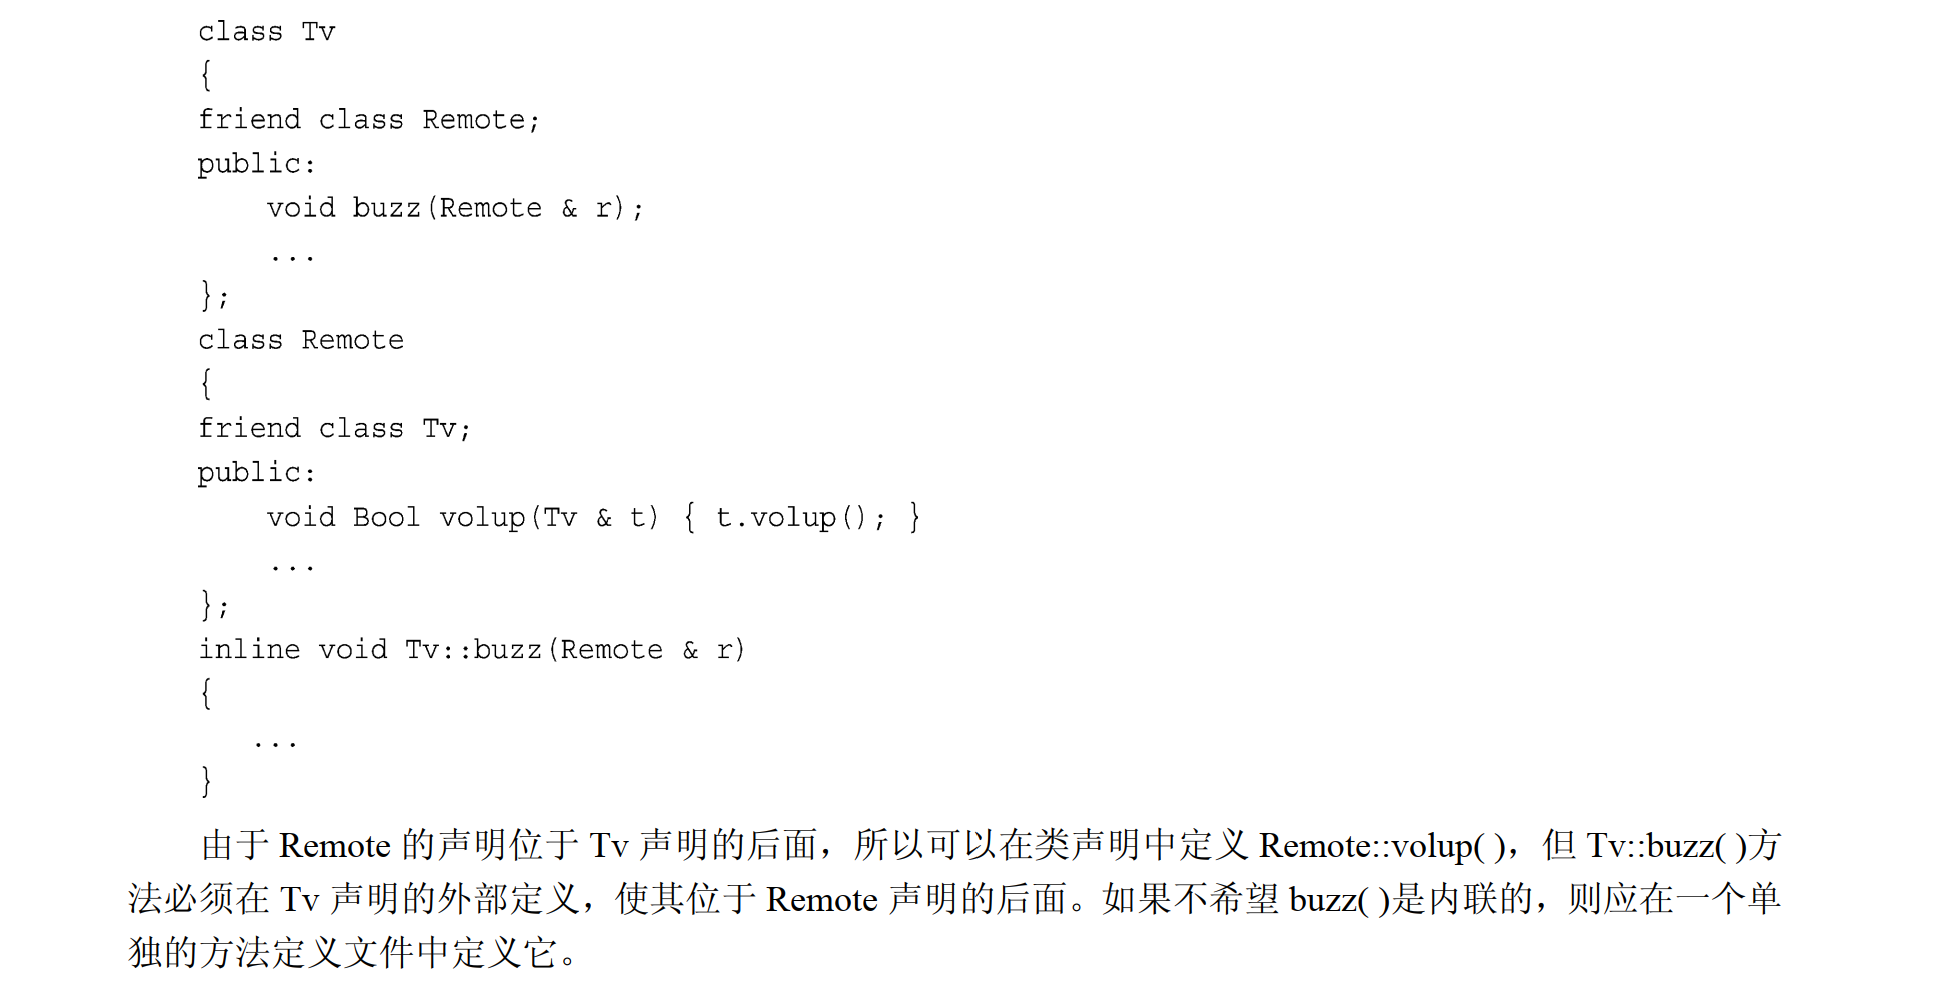 class Tv
{
friend class Remote;
public:
    void buzz(Remote & r);
    ...
};
class Remote
{
friend class Tv;
public:
    void Bool volup(Tv & t) { t.volup(); }
    ...
};
inline void Tv::buzz(Remote & r)
{
   ...
}
由于 Remote 的声明位于 Tv 声明的后面，所以可以在类声明中定义 Remote::volup( )，但 Tv::buzz( )方
法必须在 Tv 声明的外部定义，使其位于 Remote 声明的后面。如果不希望 buzz( )是内联的，则应在一个单
独的方法定义文件中定义它。